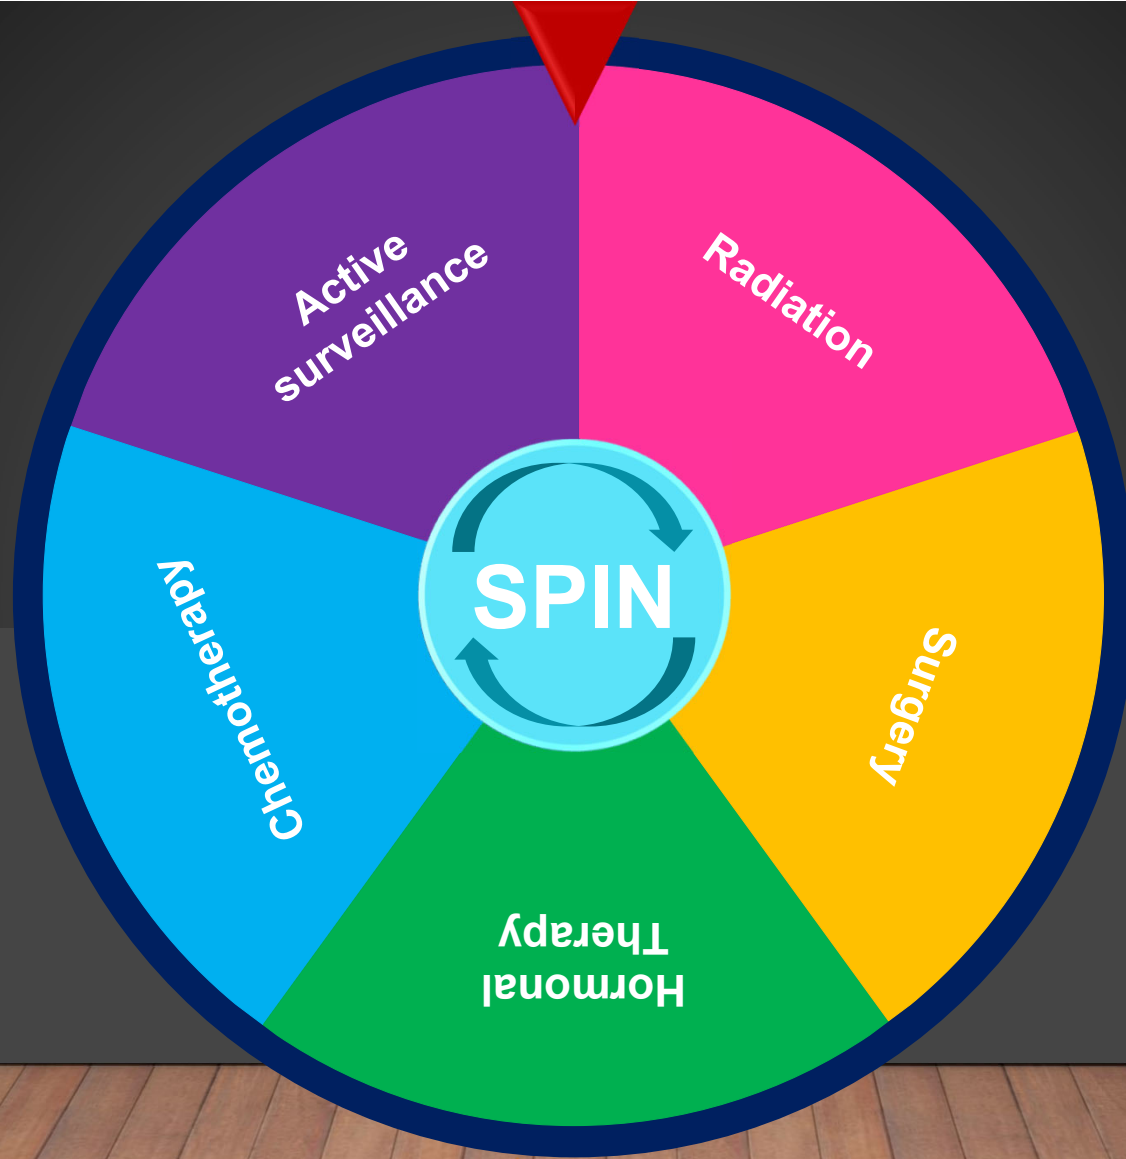 Active
surveillance
Radiation
SPIN
Surgery
Chemotherapy
Hormonal
Therapy